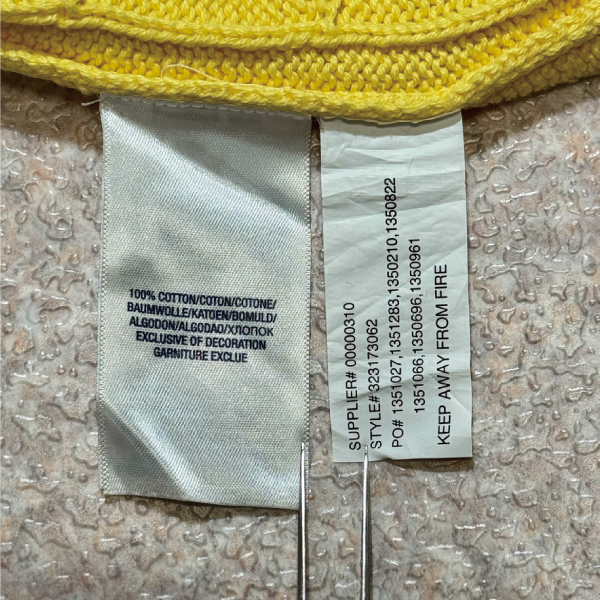 100% COTTON/COTON/COTONE/
BAUMWOLLE/KATOEN/BOMULD/
ALGODON/ALGODAO/ХЛОПОК
EXCLUSIVE OF DECORATION
GARNITURE EXCLUE
SUPPLIER# 00000310
STYLE# 323173062
PO# 1351027,1351283,1350210,1350822
1351066,1350696,1350961
KEEP AWAY FROM FIRE